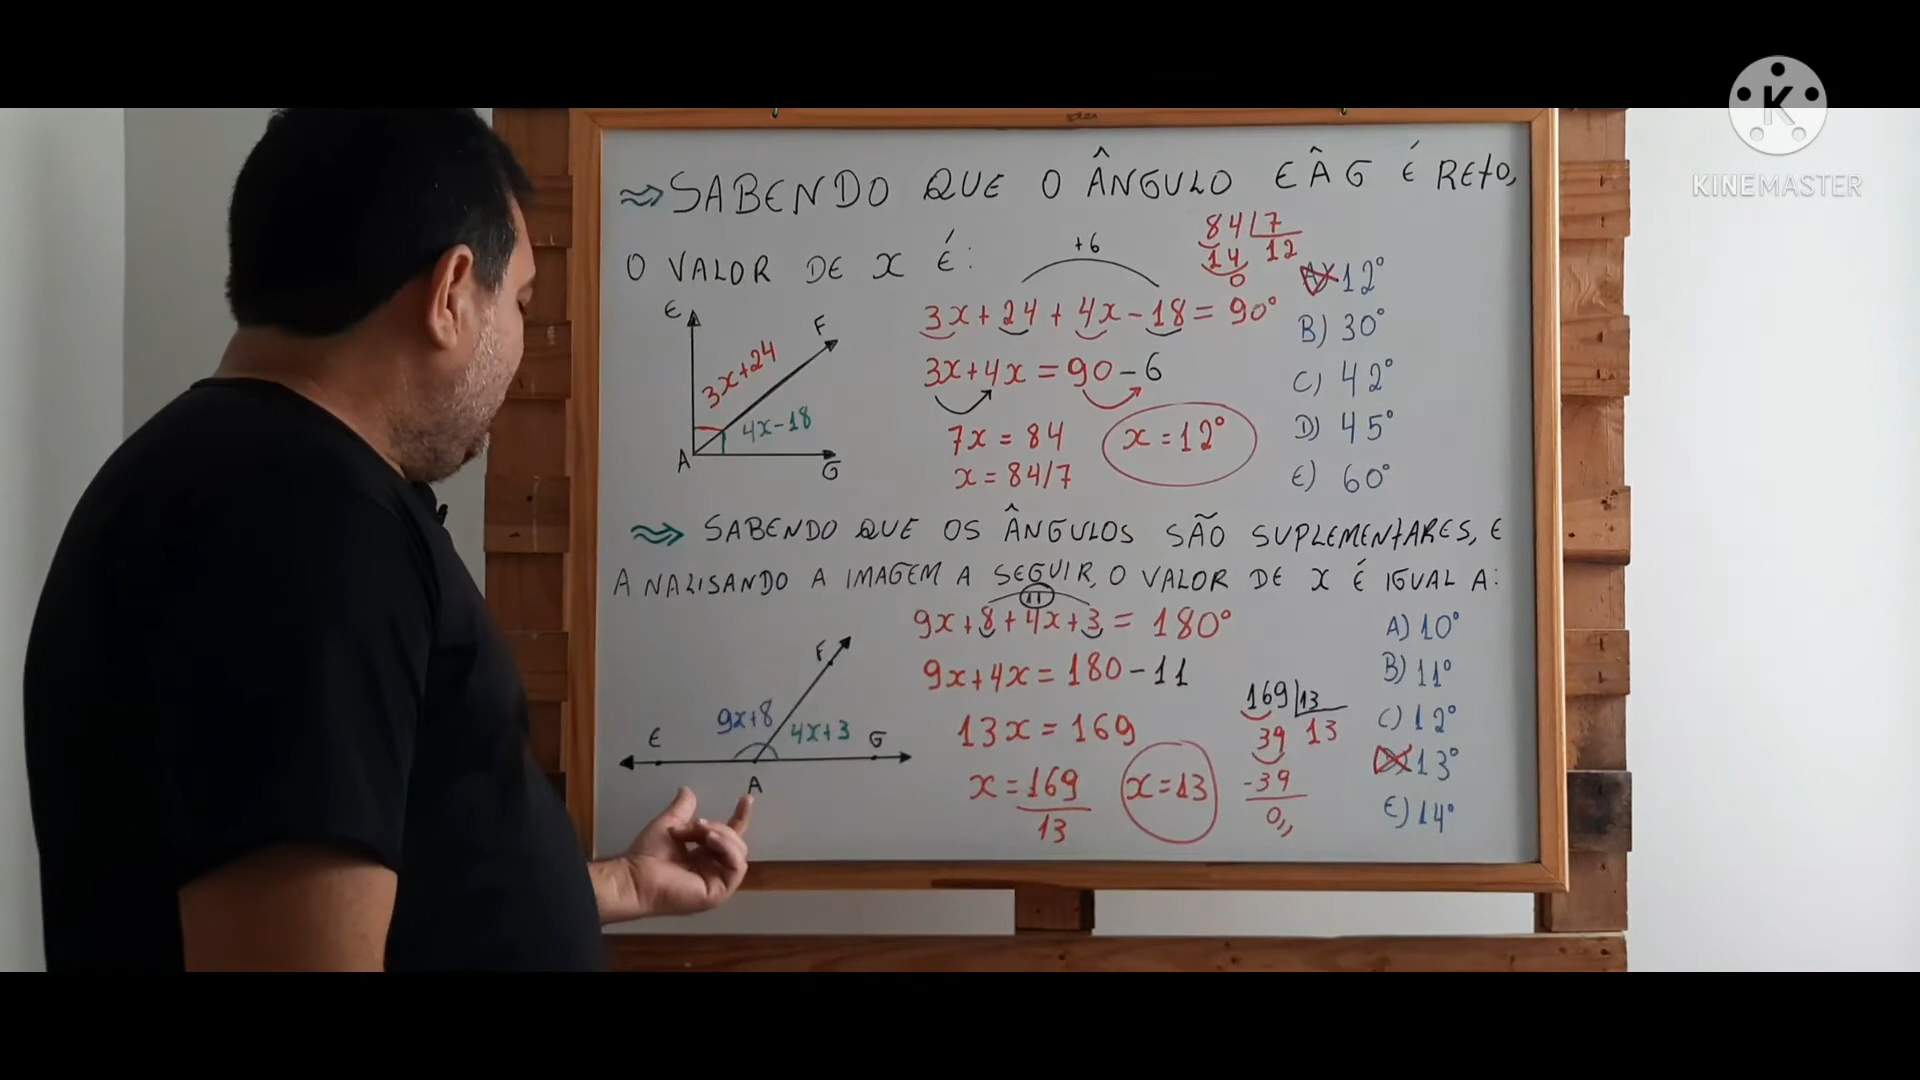 K
KINEMASTER
⇒ SABENDO QUE O ÂNGULO EÂG É RETO,
O VALOR DE x É:
E
F
3x+24
4x-18
A
G
+6
3x+24+4x-18=90°
3x+4x=90-6
7x=84
x=84/7
x=12°
84|7
14 12
0
A) 12°
B) 30°
C) 42°
D) 45°
E) 60°
⇒ SABENDO QUE OS ÂNGULOS SÃO SUPLEMENTARES, E
ANALISANDO A IMAGEM A SEGUIR, O VALOR DE x É IGUAL A:
F
9x+8
4x+3
E
G
A
11
9x+8+4x+3=180°
9x+4x=180-11
13x=169
x=169
13
x=13
169|13
39 13
-39
0,,
A) 10°
B) 11°
C) 12°
D) 13°
E) 14°